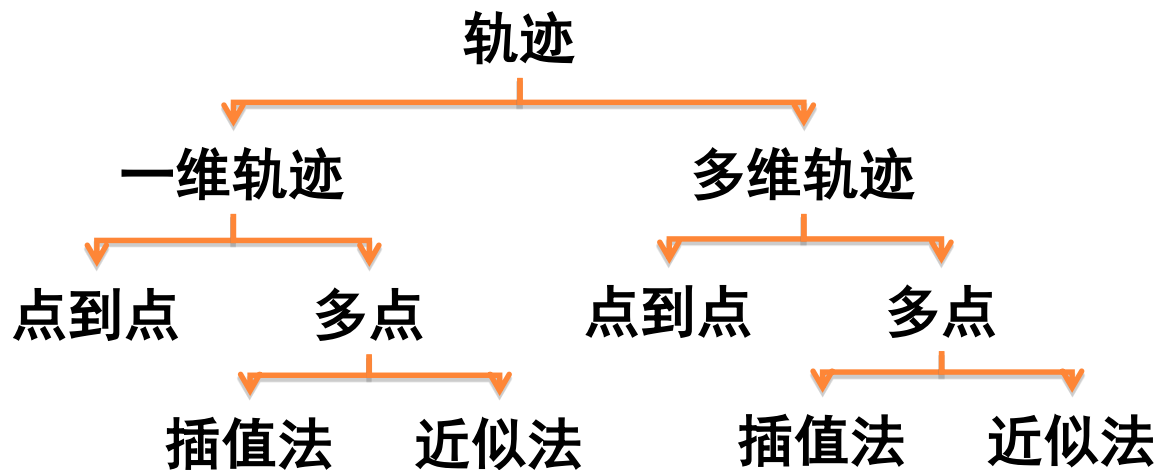 轨迹
一维轨迹
多维轨迹
点到点
多点
点到点
多点
插值法
近似法
插值法
近似法